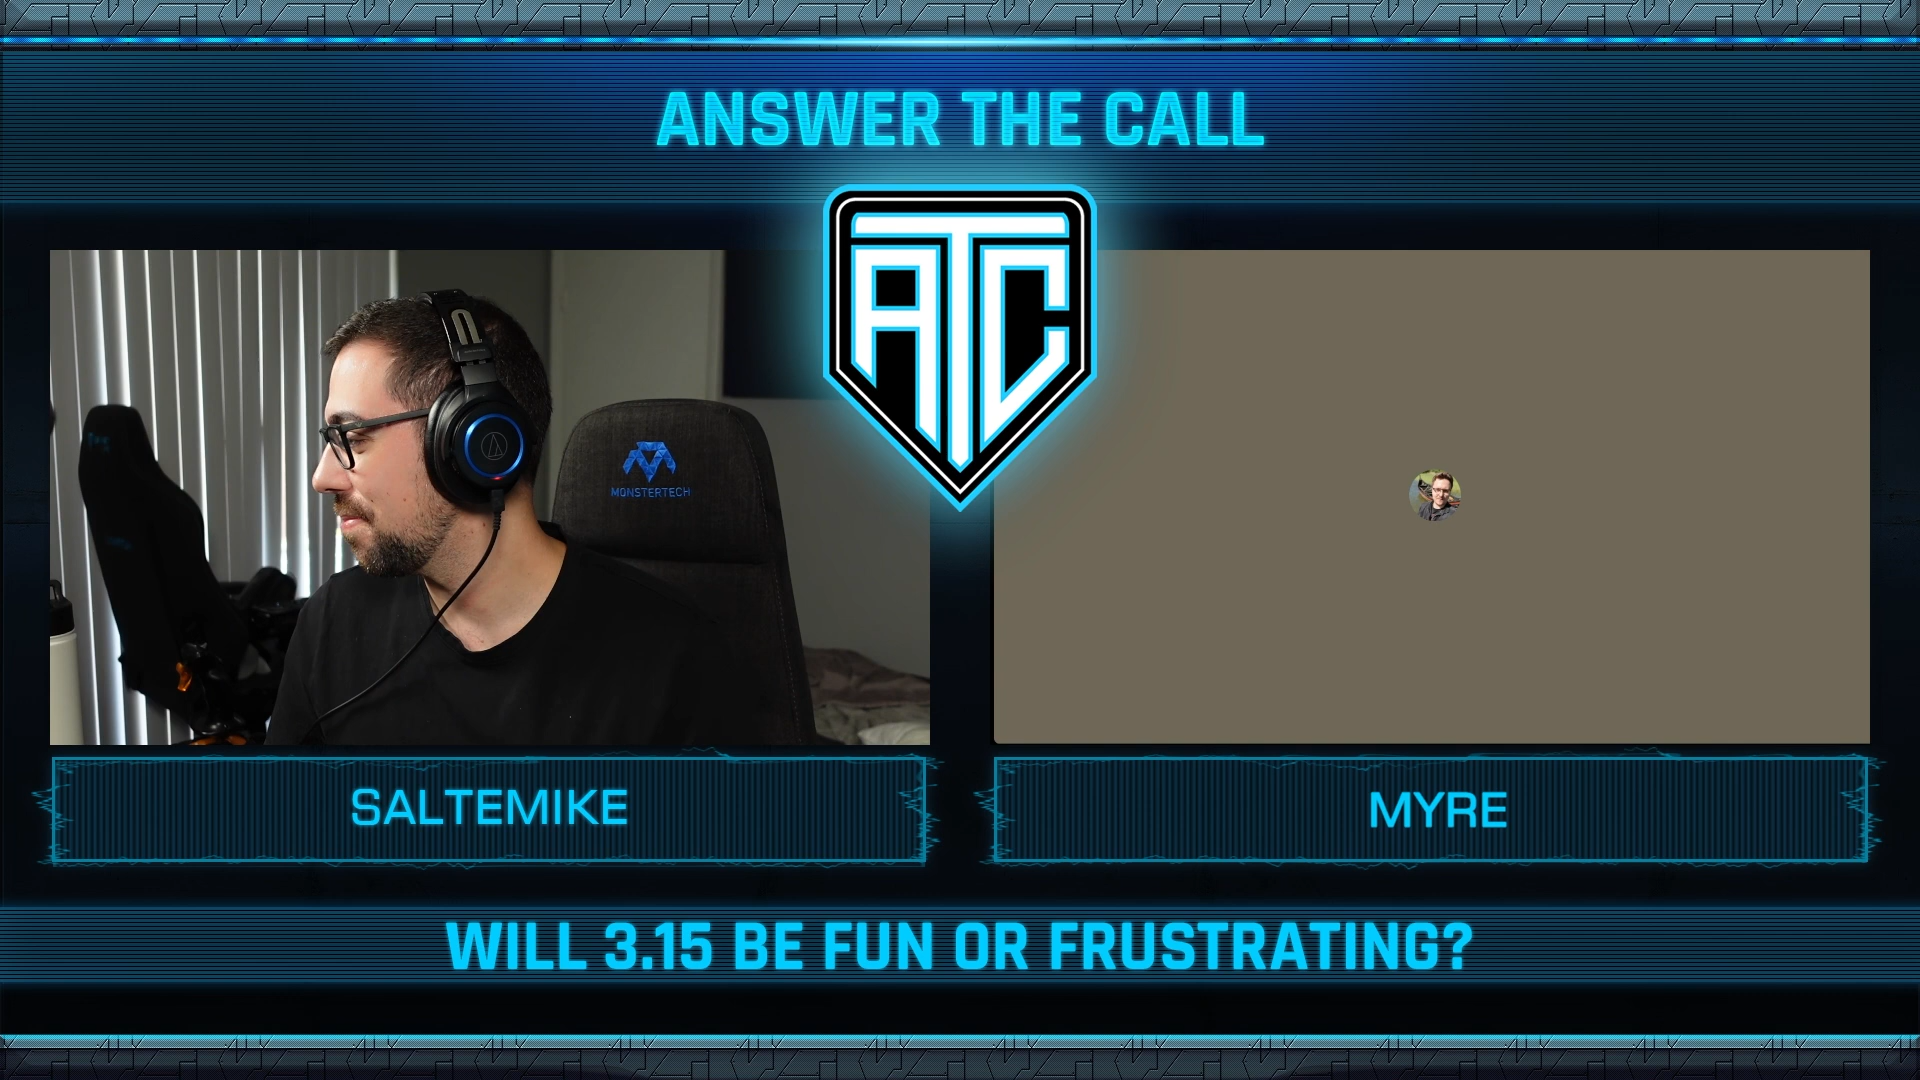 ANSWER THE CALL
ATC
MONSTERTECH
SALTEMIKE
MYRE
WILL 3.15 BE FUN OR FRUSTRATING?